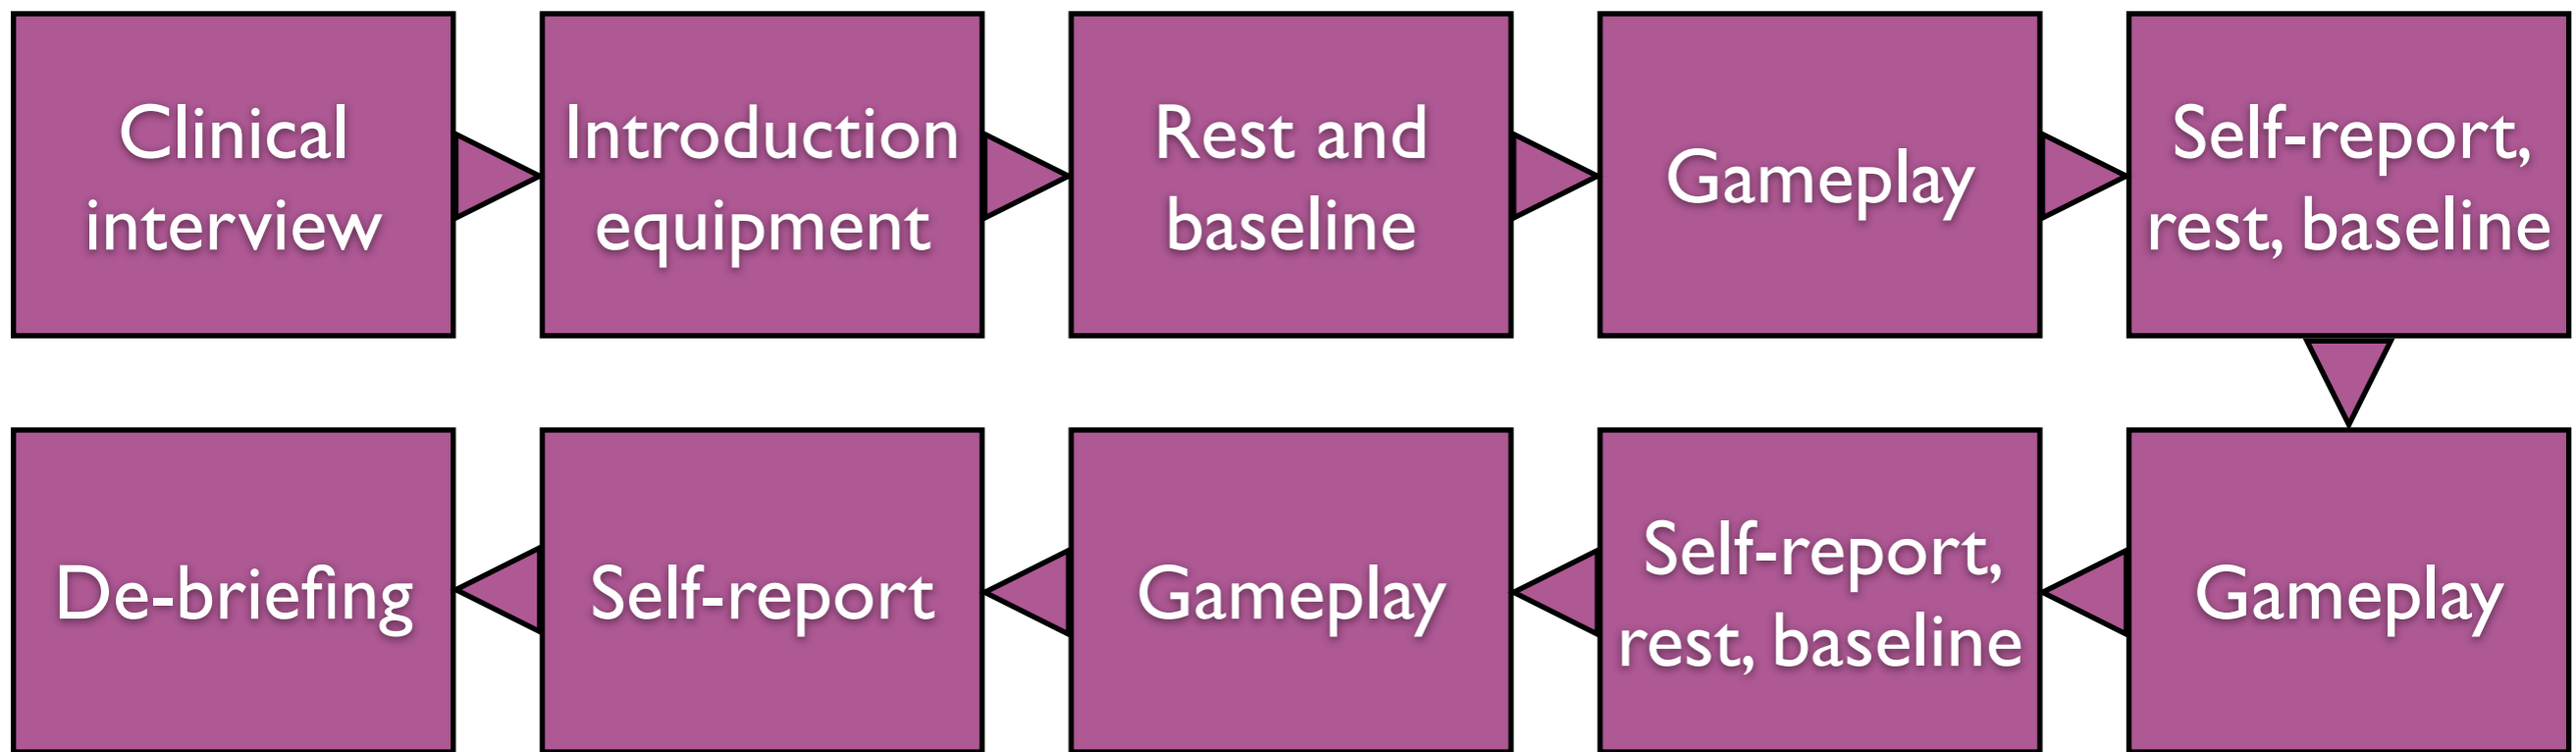 Clinical
interview
Introduction
equipment
Rest and
baseline
Gameplay
Self-report,
rest, baseline
Gameplay
Self-report,
rest, baseline
Gameplay
Self-report
De-briefing